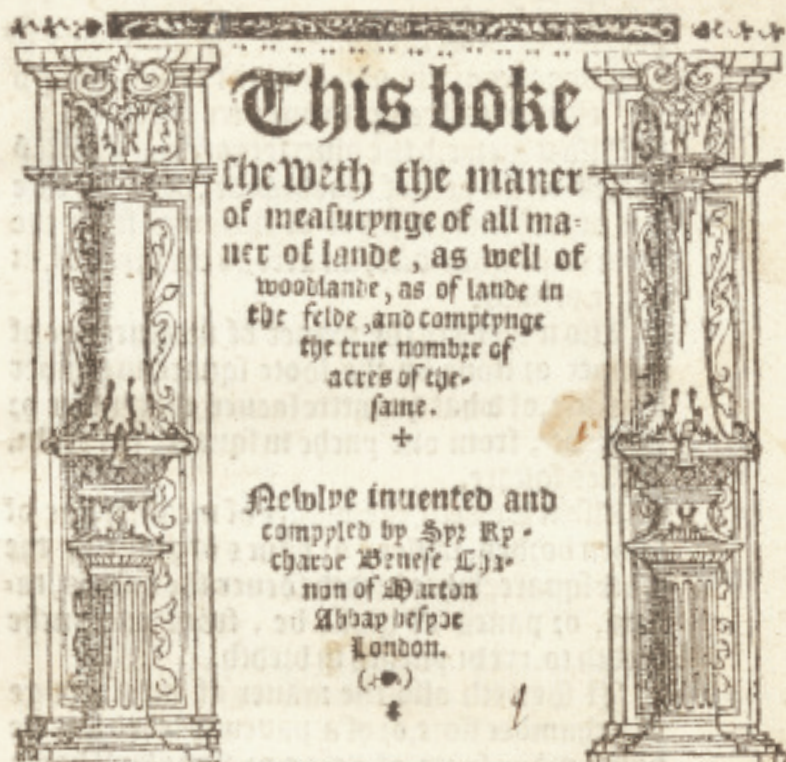 This boke
sheweth the maner
of measurynge of all ma-
ner of lande, as well of
woodlande, as of lande in
the felde, and comptynge
the true nombre of
acres of the-
same.
Newlye inuented and
compyled by Syr Ry-
charde Benese Cha-
non of Marton
Abbay besyde
London.